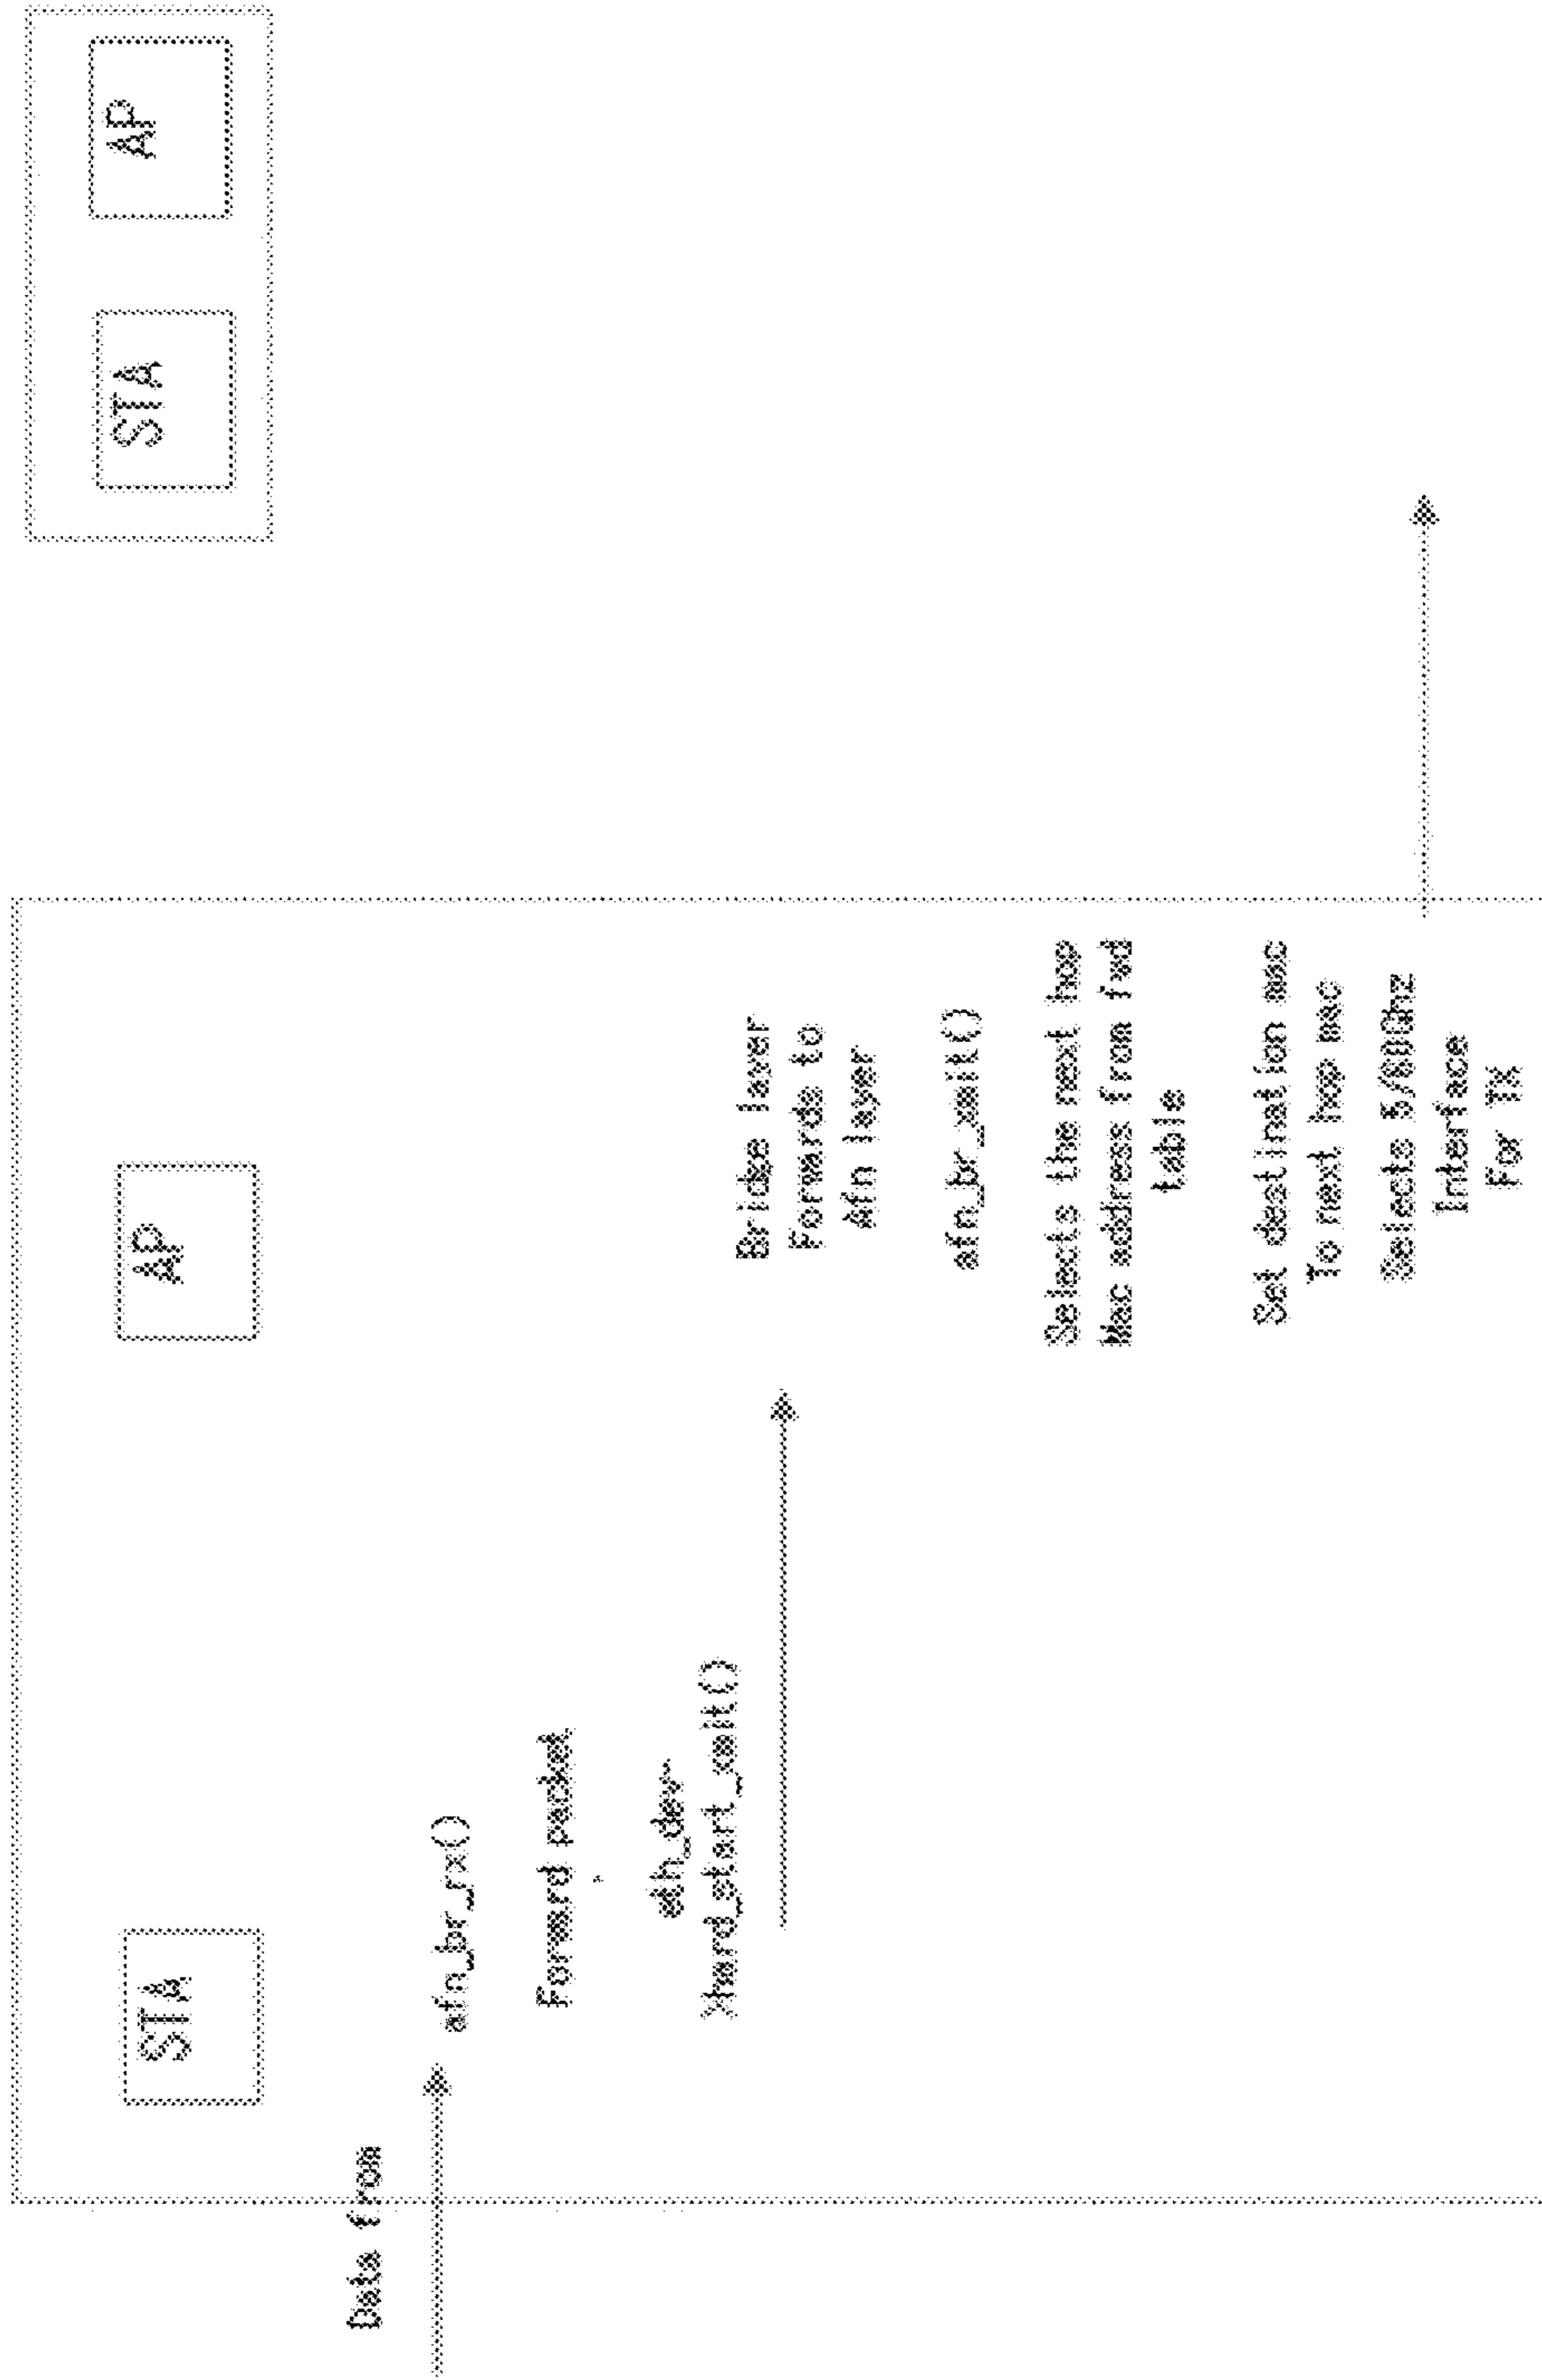 STA
AP
STA
AP
Data from
afn_br_rx()
Forward packet
eth_dev
Xhard_start_xmit()
Bridge layer
Forwards to
Afn layer
afn_br_xmit()
Selects the next hop
Mac address from fwd
table
Set destination mac
To next hop mac
Selects 5/60Ghz
Interface
For TX